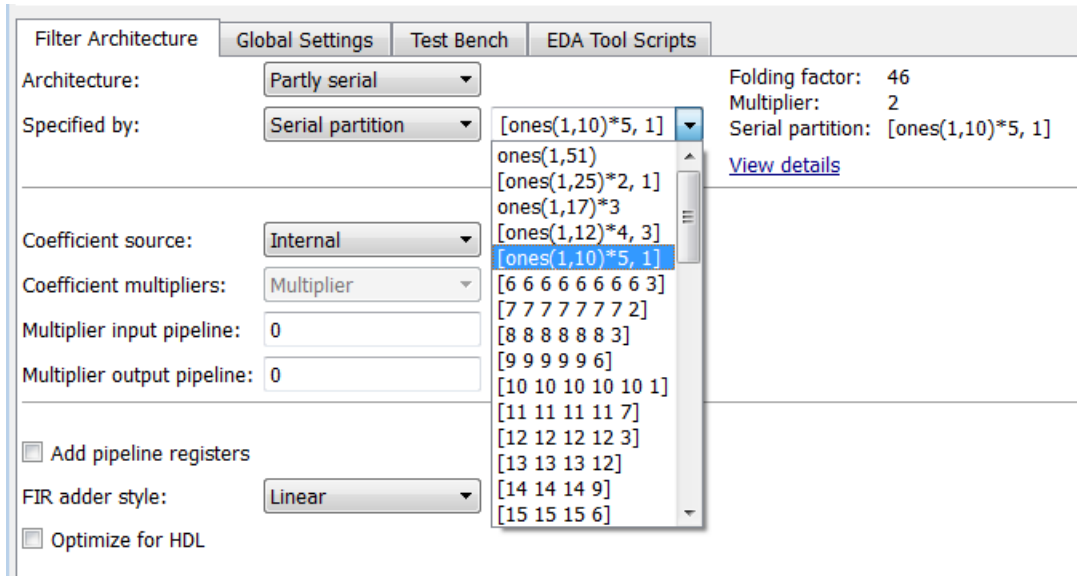 Filter Architecture Global Settings Test Bench EDA Tool Scripts
Architecture: Partly serial Folding factor: 46
Multiplier: 2
Specified by: Serial partition [ones(1,10)*5, 1] Serial partition: [ones(1,10)*5, 1]
View details
ones(1,51)
[ones(1,25)*2, 1]
ones(1,17)*3
[ones(1,12)*4, 3]
[ones(1,10)*5, 1]
[6 6 6 6 6 6 6 6 3]
[7 7 7 7 7 7 7 2]
[8 8 8 8 8 8 3]
[9 9 9 9 9 6]
[10 10 10 10 10 1]
[11 11 11 11 7]
[12 12 12 12 3]
[13 13 13 12]
[14 14 14 9]
[15 15 15 6]
Coefficient source: Internal
Coefficient multipliers: Multiplier
Multiplier input pipeline: 0
Multiplier output pipeline: 0
Add pipeline registers
FIR adder style: Linear
Optimize for HDL